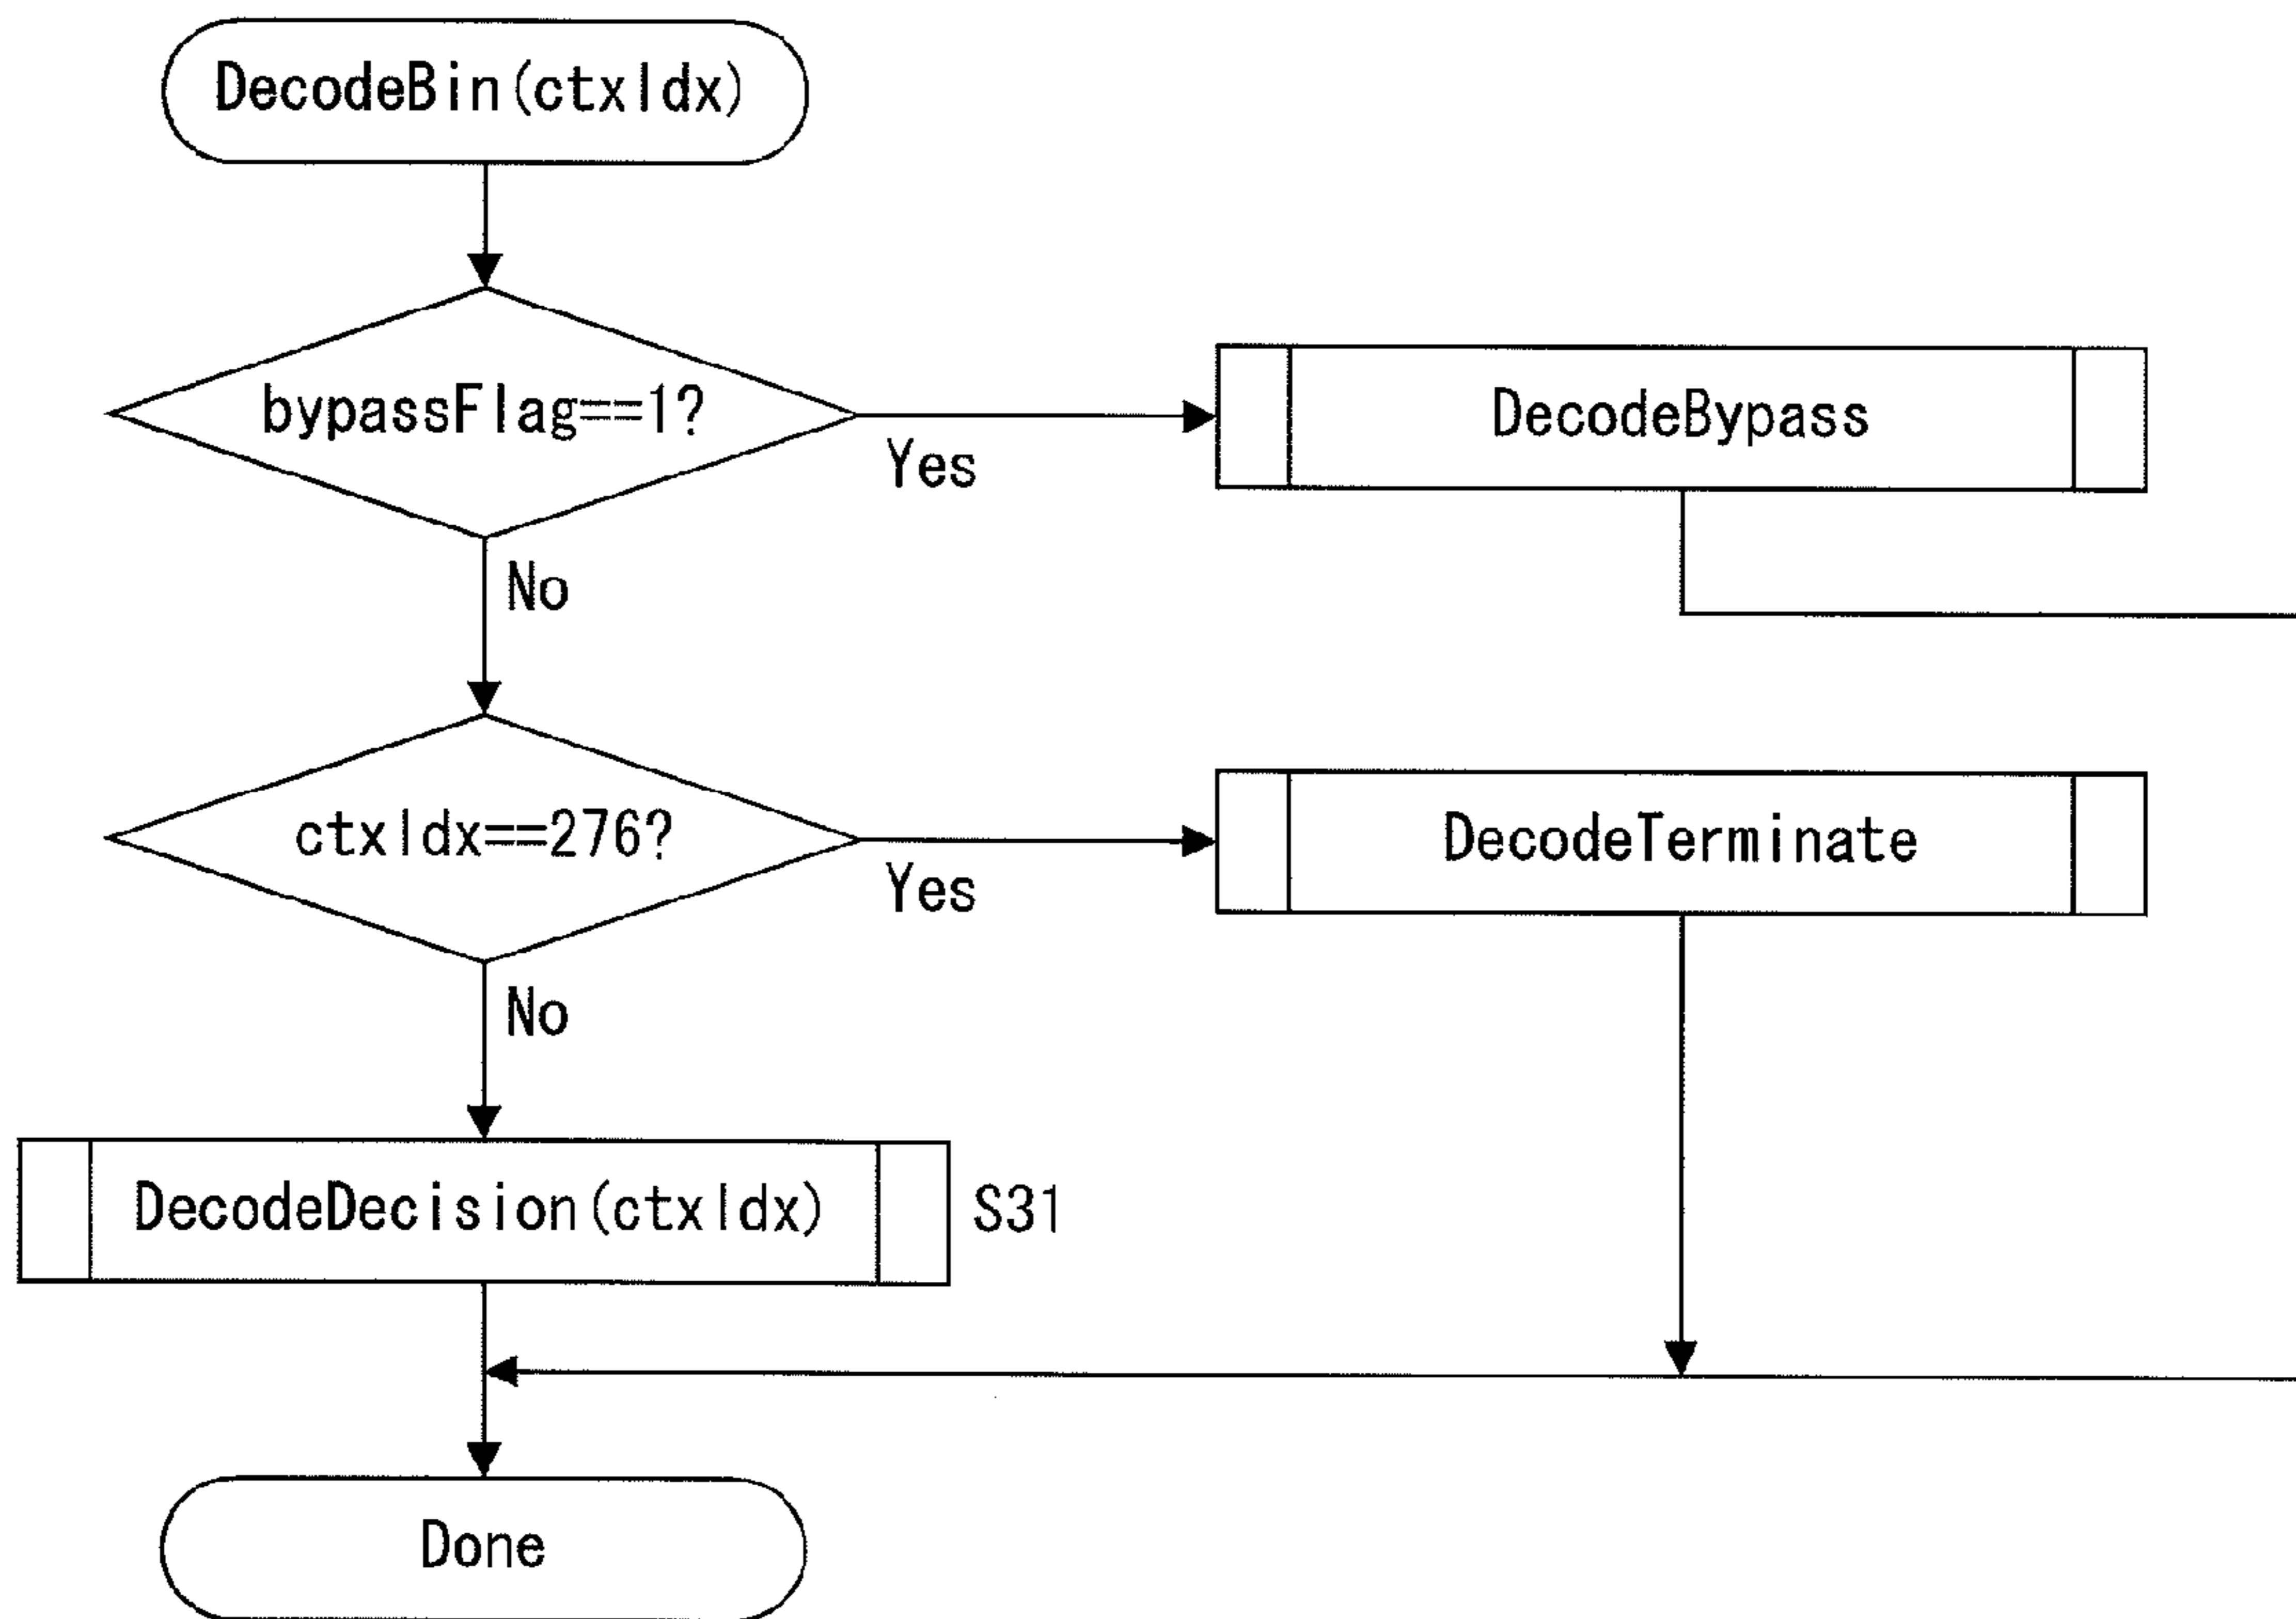 DecodeBin(ctxIdx)
bypassFlag==1?
Yes
DecodeBypass
No
ctxIdx==276?
Yes
DecodeTerminate
No
DecodeDecision(ctxIdx)
S31
Done